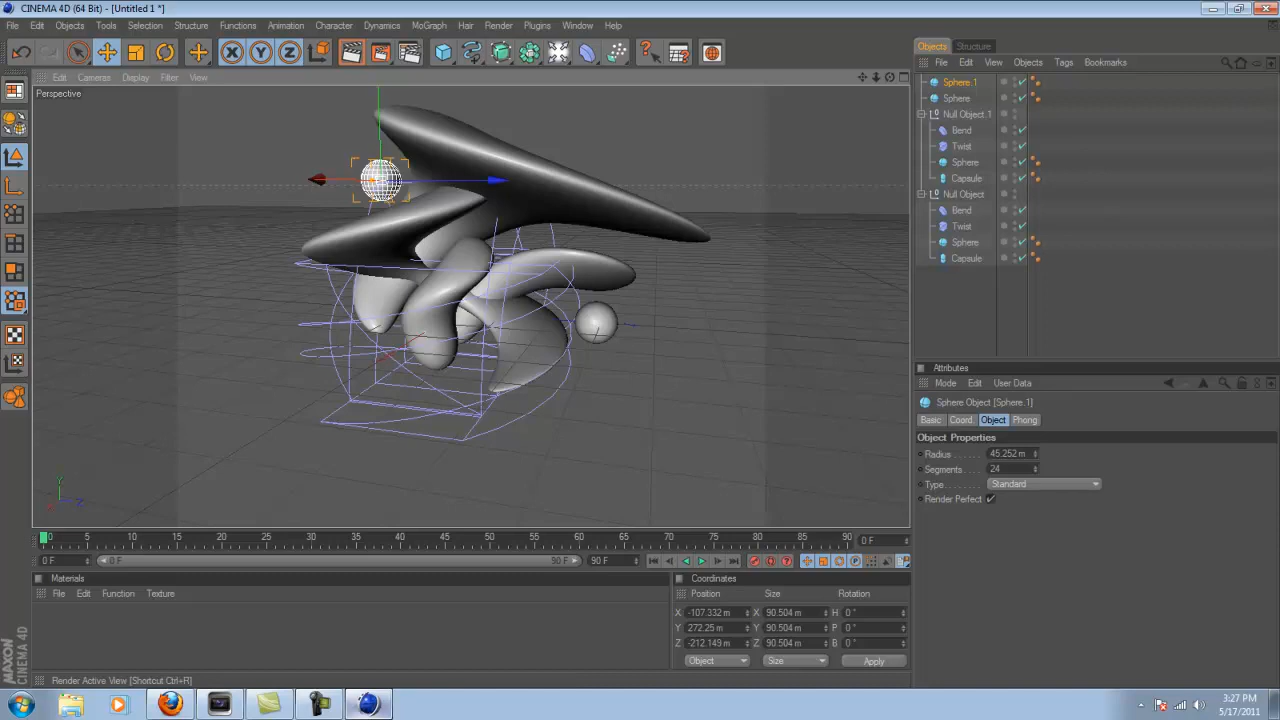 CINEMA 4D (64 Bit) - [Untitled 1 *]
File Edit Objects Tools Selection Structure Functions Animation Character Dynamics MoGraph Hair Render Plugins Window Help
Edit Cameras Display Filter View
Perspective
Y
X Z
0 5 10 15 20 25 30 35 40 45 50 55 60 65 70 75 80 85 90 0 F
0 F 0 F 90 F 90 F
Materials
File Edit Function Texture
Coordinates
Position Size Rotation
X -107.332 m X 90.504 m H 0 °
Y 272.25 m Y 90.504 m P 0 °
Z -212.149 m Z 90.504 m B 0 °
Object Size Apply
MAXON
CINEMA 4D
Render Active View [Shortcut Ctrl+R]
Objects Structure
File Edit View Objects Tags Bookmarks
Sphere.1
Sphere
Null Object.1
Bend
Twist
Sphere
Capsule
Null Object
Bend
Twist
Sphere
Capsule
Attributes
Mode Edit User Data
Sphere Object [Sphere.1]
Basic Coord. Object Phong
Object Properties
Radius . . . . . . 45.252 m
Segments . . . . 24
Type . . . . . . . . Standard
Render Perfect
3:27 PM
5/17/2011